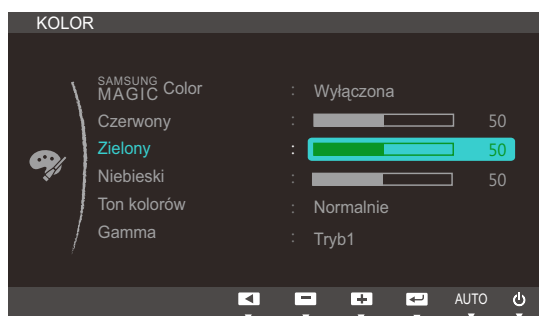 KOLOR
SAMSUNG MAGIC Color : Wyłączona
Czerwony : 50
Zielony : 50
Niebieski : 50
Ton kolorów : Normalnie
Gamma : Tryb1
AUTO